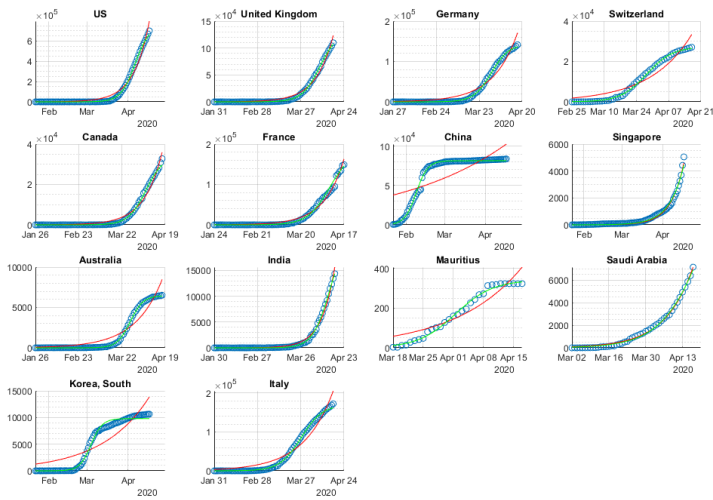 US
×10⁵
6
4
2
0
Feb Mar Apr
2020
United Kingdom
×10⁴
15
10
5
0
Jan 31 Feb 28 Mar 27 Apr 24
2020
Germany
×10⁵
2
1
0
Jan 27 Feb 24 Mar 23 Apr 20
2020
Switzerland
×10⁴
4
2
0
Feb 25 Mar 10 Mar 24 Apr 07 Apr 21
2020
Canada
×10⁴
4
2
0
Jan 26 Feb 23 Mar 22 Apr 19
2020
France
×10⁵
2
1
0
Jan 24 Feb 21 Mar 20 Apr 17
2020
China
×10⁴
10
5
0
Feb Mar Apr
2020
Singapore
6000
4000
2000
0
Feb Mar Apr
2020
Australia
10000
5000
0
Jan 26 Feb 23 Mar 22 Apr 19
2020
India
15000
10000
5000
0
Jan 30 Feb 28 Mar 27 Apr 23
2020
Mauritius
400
200
0
Mar 18 Mar 25 Apr 01 Apr 08 Apr 15
2020
Saudi Arabia
6000
4000
2000
0
Mar 02 Mar 16 Mar 30 Apr 13
2020
Korea, South
15000
10000
5000
0
Feb Mar Apr
2020
Italy
×10⁵
2
1
0
Jan 31 Feb 28 Mar 27 Apr 24
2020